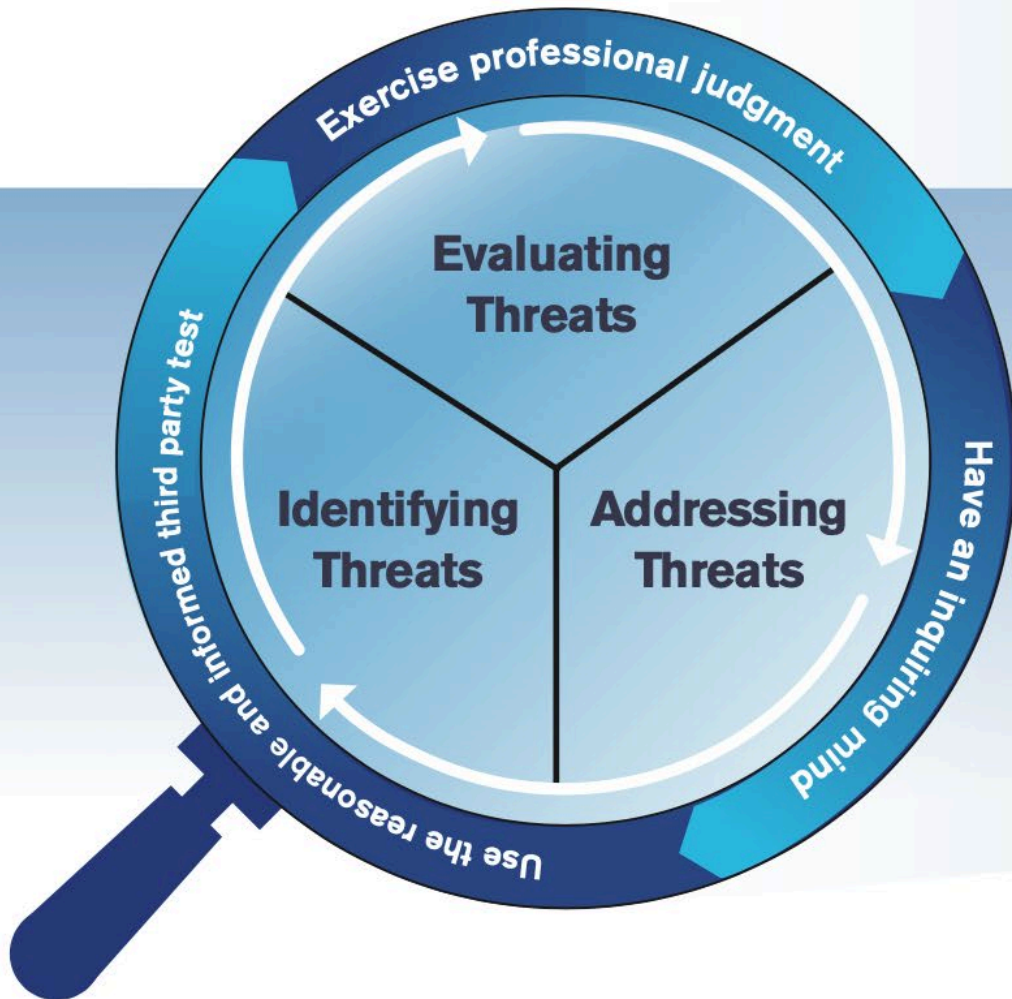 Exercise professional judgment
Have an inquiring mind
Use the reasonable and informed third party test
Evaluating
Threats
Identifying
Threats
Addressing
Threats